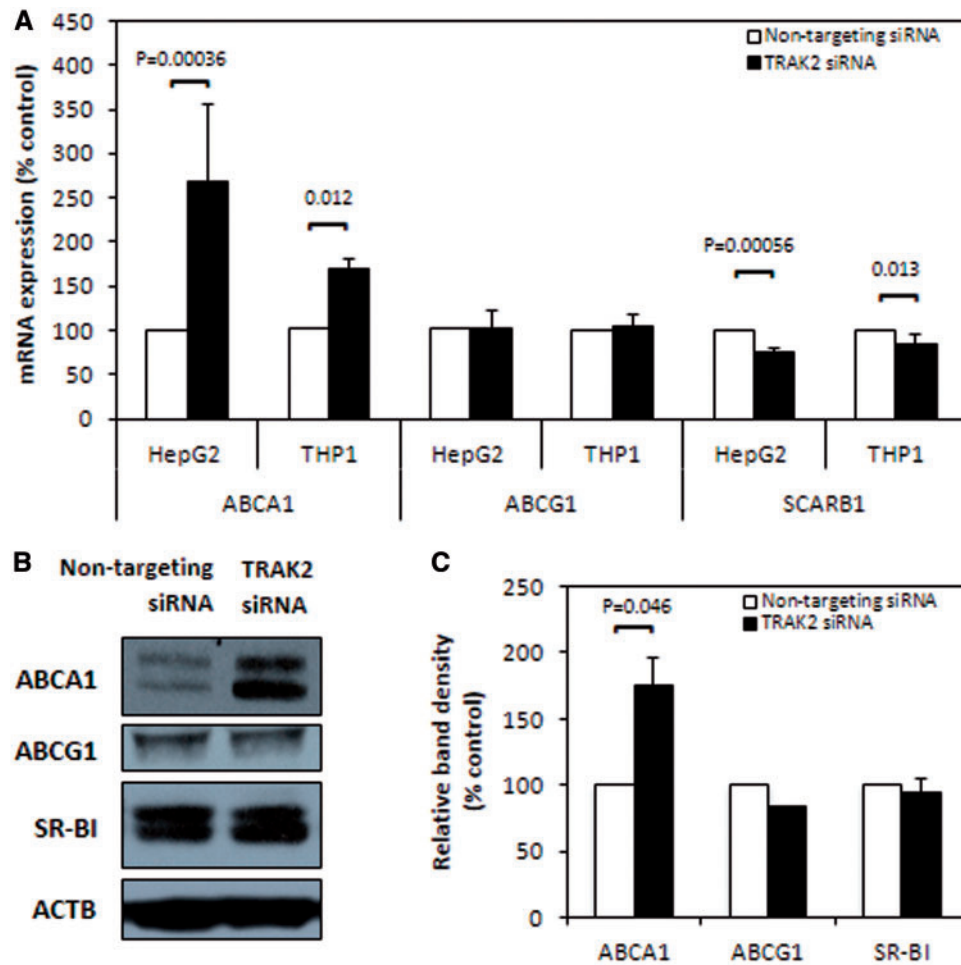 A
450
400
350
300
250
200
150
100
50
0
mRNA expression (% control)
Non-targeting siRNA
TRAK2 siRNA
P=0.00036
0.012
P=0.00056
0.013
HepG2 THP1 HepG2 THP1 HepG2 THP1
ABCA1 ABCG1 SCARB1
B
Non-targeting siRNA
TRAK2 siRNA
ABCA1
ABCG1
SR-BI
ACTB
C
250
200
150
100
50
0
Relative band density
(% control)
Non-targeting siRNA
TRAK2 siRNA
P=0.046
ABCA1 ABCG1 SR-BI